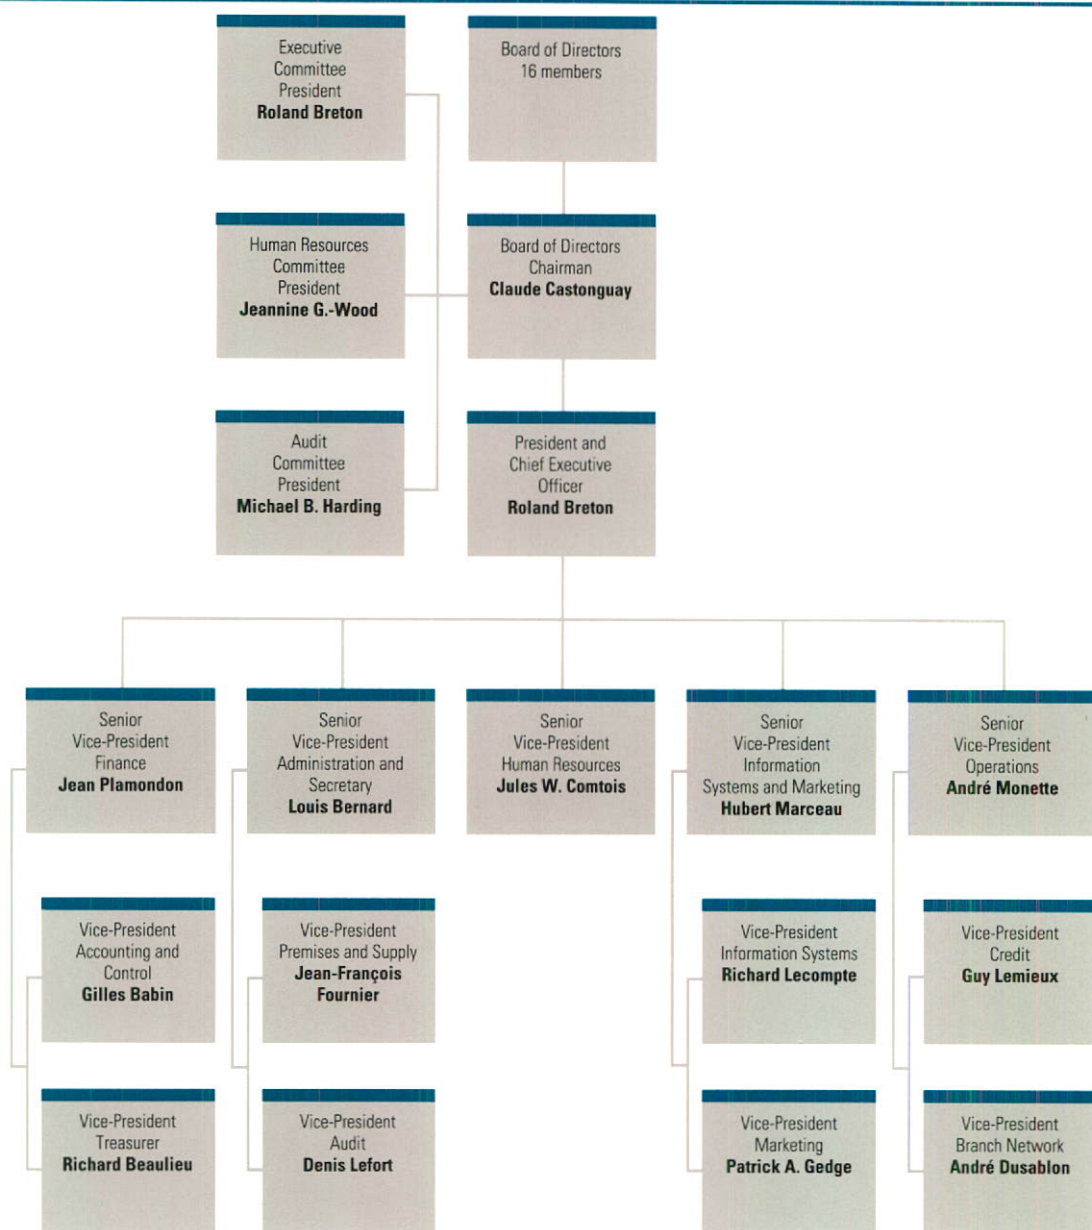 Executive
Committee
President
Roland Breton
Board of Directors
16 members
Human Resources
Committee
President
Jeannine G.-Wood
Board of Directors
Chairman
Claude Castonguay
Audit
Committee
President
Michael B. Harding
President and
Chief Executive
Officer
Roland Breton
Senior
Vice-President
Finance
Jean Plamondon
Senior
Vice-President
Administration and
Secretary
Louis Bernard
Senior
Vice-President
Human Resources
Jules W. Comtois
Senior
Vice-President
Information
Systems and Marketing
Hubert Marceau
Senior
Vice-President
Operations
André Monette
Vice-President
Accounting and
Control
Gilles Babin
Vice-President
Premises and Supply
Jean-François
Fournier
Vice-President
Information Systems
Richard Lecompte
Vice-President
Credit
Guy Lemieux
Vice-President
Treasurer
Richard Beaulieu
Vice-President
Audit
Denis Lefort
Vice-President
Marketing
Patrick A. Gedge
Vice-President
Branch Network
André Dusablon